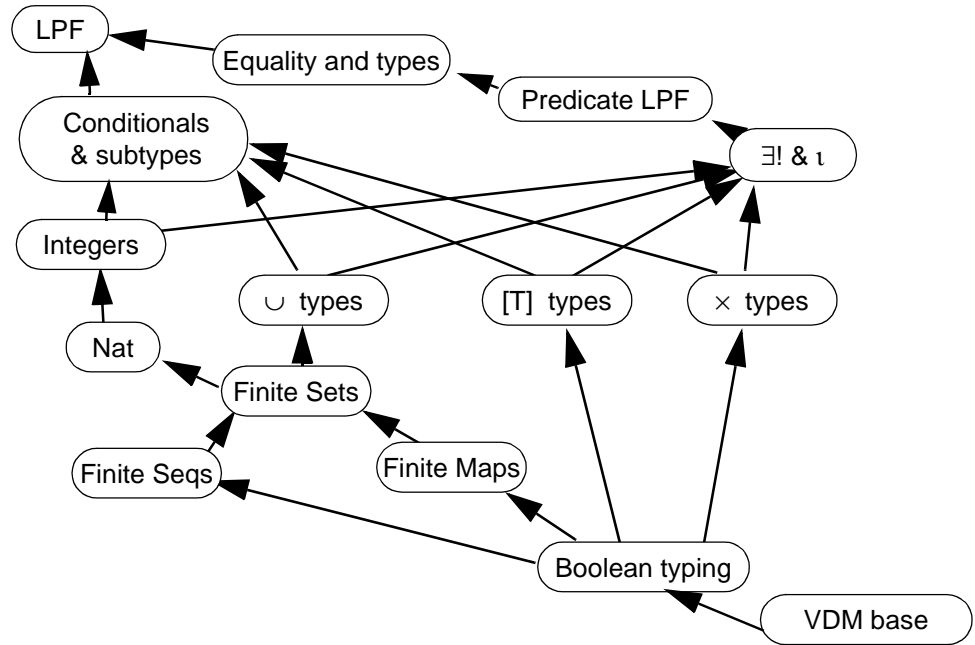 LPF
Equality and types
Predicate LPF
Conditionals
& subtypes
∃! & ι
Integers
∪ types
[T] types
× types
Nat
Finite Sets
Finite Seqs
Finite Maps
Boolean typing
VDM base